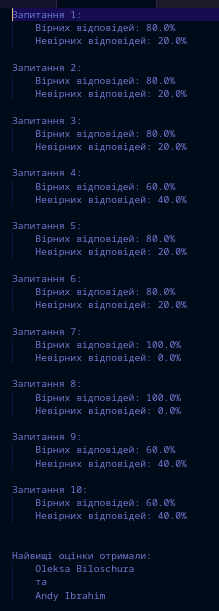 Запитання 1:
Вірних відповідей: 80.0%
Невірних відповідей: 20.0%
Запитання 2:
Вірних відповідей: 80.0%
Невірних відповідей: 20.0%
Запитання 3:
Вірних відповідей: 80.0%
Невірних відповідей: 20.0%
Запитання 4:
Вірних відповідей: 60.0%
Невірних відповідей: 40.0%
Запитання 5:
Вірних відповідей: 80.0%
Невірних відповідей: 20.0%
Запитання 6:
Вірних відповідей: 80.0%
Невірних відповідей: 20.0%
Запитання 7:
Вірних відповідей: 100.0%
Невірних відповідей: 0.0%
Запитання 8:
Вірних відповідей: 100.0%
Невірних відповідей: 0.0%
Запитання 9:
Вірних відповідей: 60.0%
Невірних відповідей: 40.0%
Запитання 10:
Вірних відповідей: 60.0%
Невірних відповідей: 40.0%
Найвищі оцінки отримали:
Oleksa Biloschura
та
Andy Ibrahim